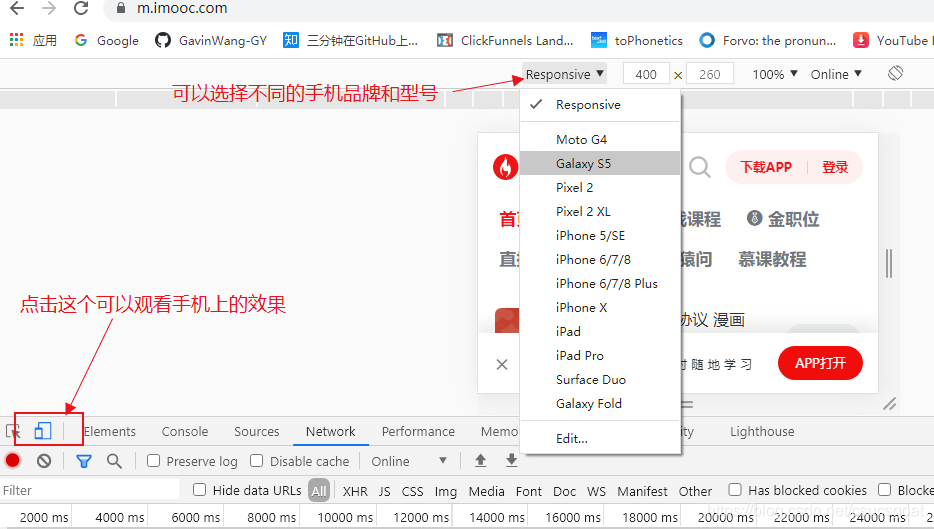 m.imooc.com
应用 Google GavinWang-GY 三分钟在GitHub上... ClickFunnels Land... toPhonetics Forvo: the pronun... YouTube
Responsive ▼ 400 × 260 100% ▼ Online ▼
可以选择不同的手机品牌和型号
Responsive
Moto G4
Galaxy S5
Pixel 2
Pixel 2 XL
iPhone 5/SE
iPhone 6/7/8
iPhone 6/7/8 Plus
iPhone X
iPad
iPad Pro
Surface Duo
Galaxy Fold
Edit...
下载APP 登录
首 课程 金职位
直 猿问 慕课教程
协议 漫画
时随地学习 APP打开
点击这个可以观看手机上的效果
Elements Console Sources Network Performance Memo ity Lighthouse
Preserve log Disable cache Online ▼
Filter Hide data URLs All XHR JS CSS Img Media Font Doc WS Manifest Other Has blocked cookies Blocke
2000 ms 4000 ms 6000 ms 8000 ms 10000 ms 12000 ms 14000 ms 16000 ms 18000 ms 20000 ms 22000 ms 24000 ms